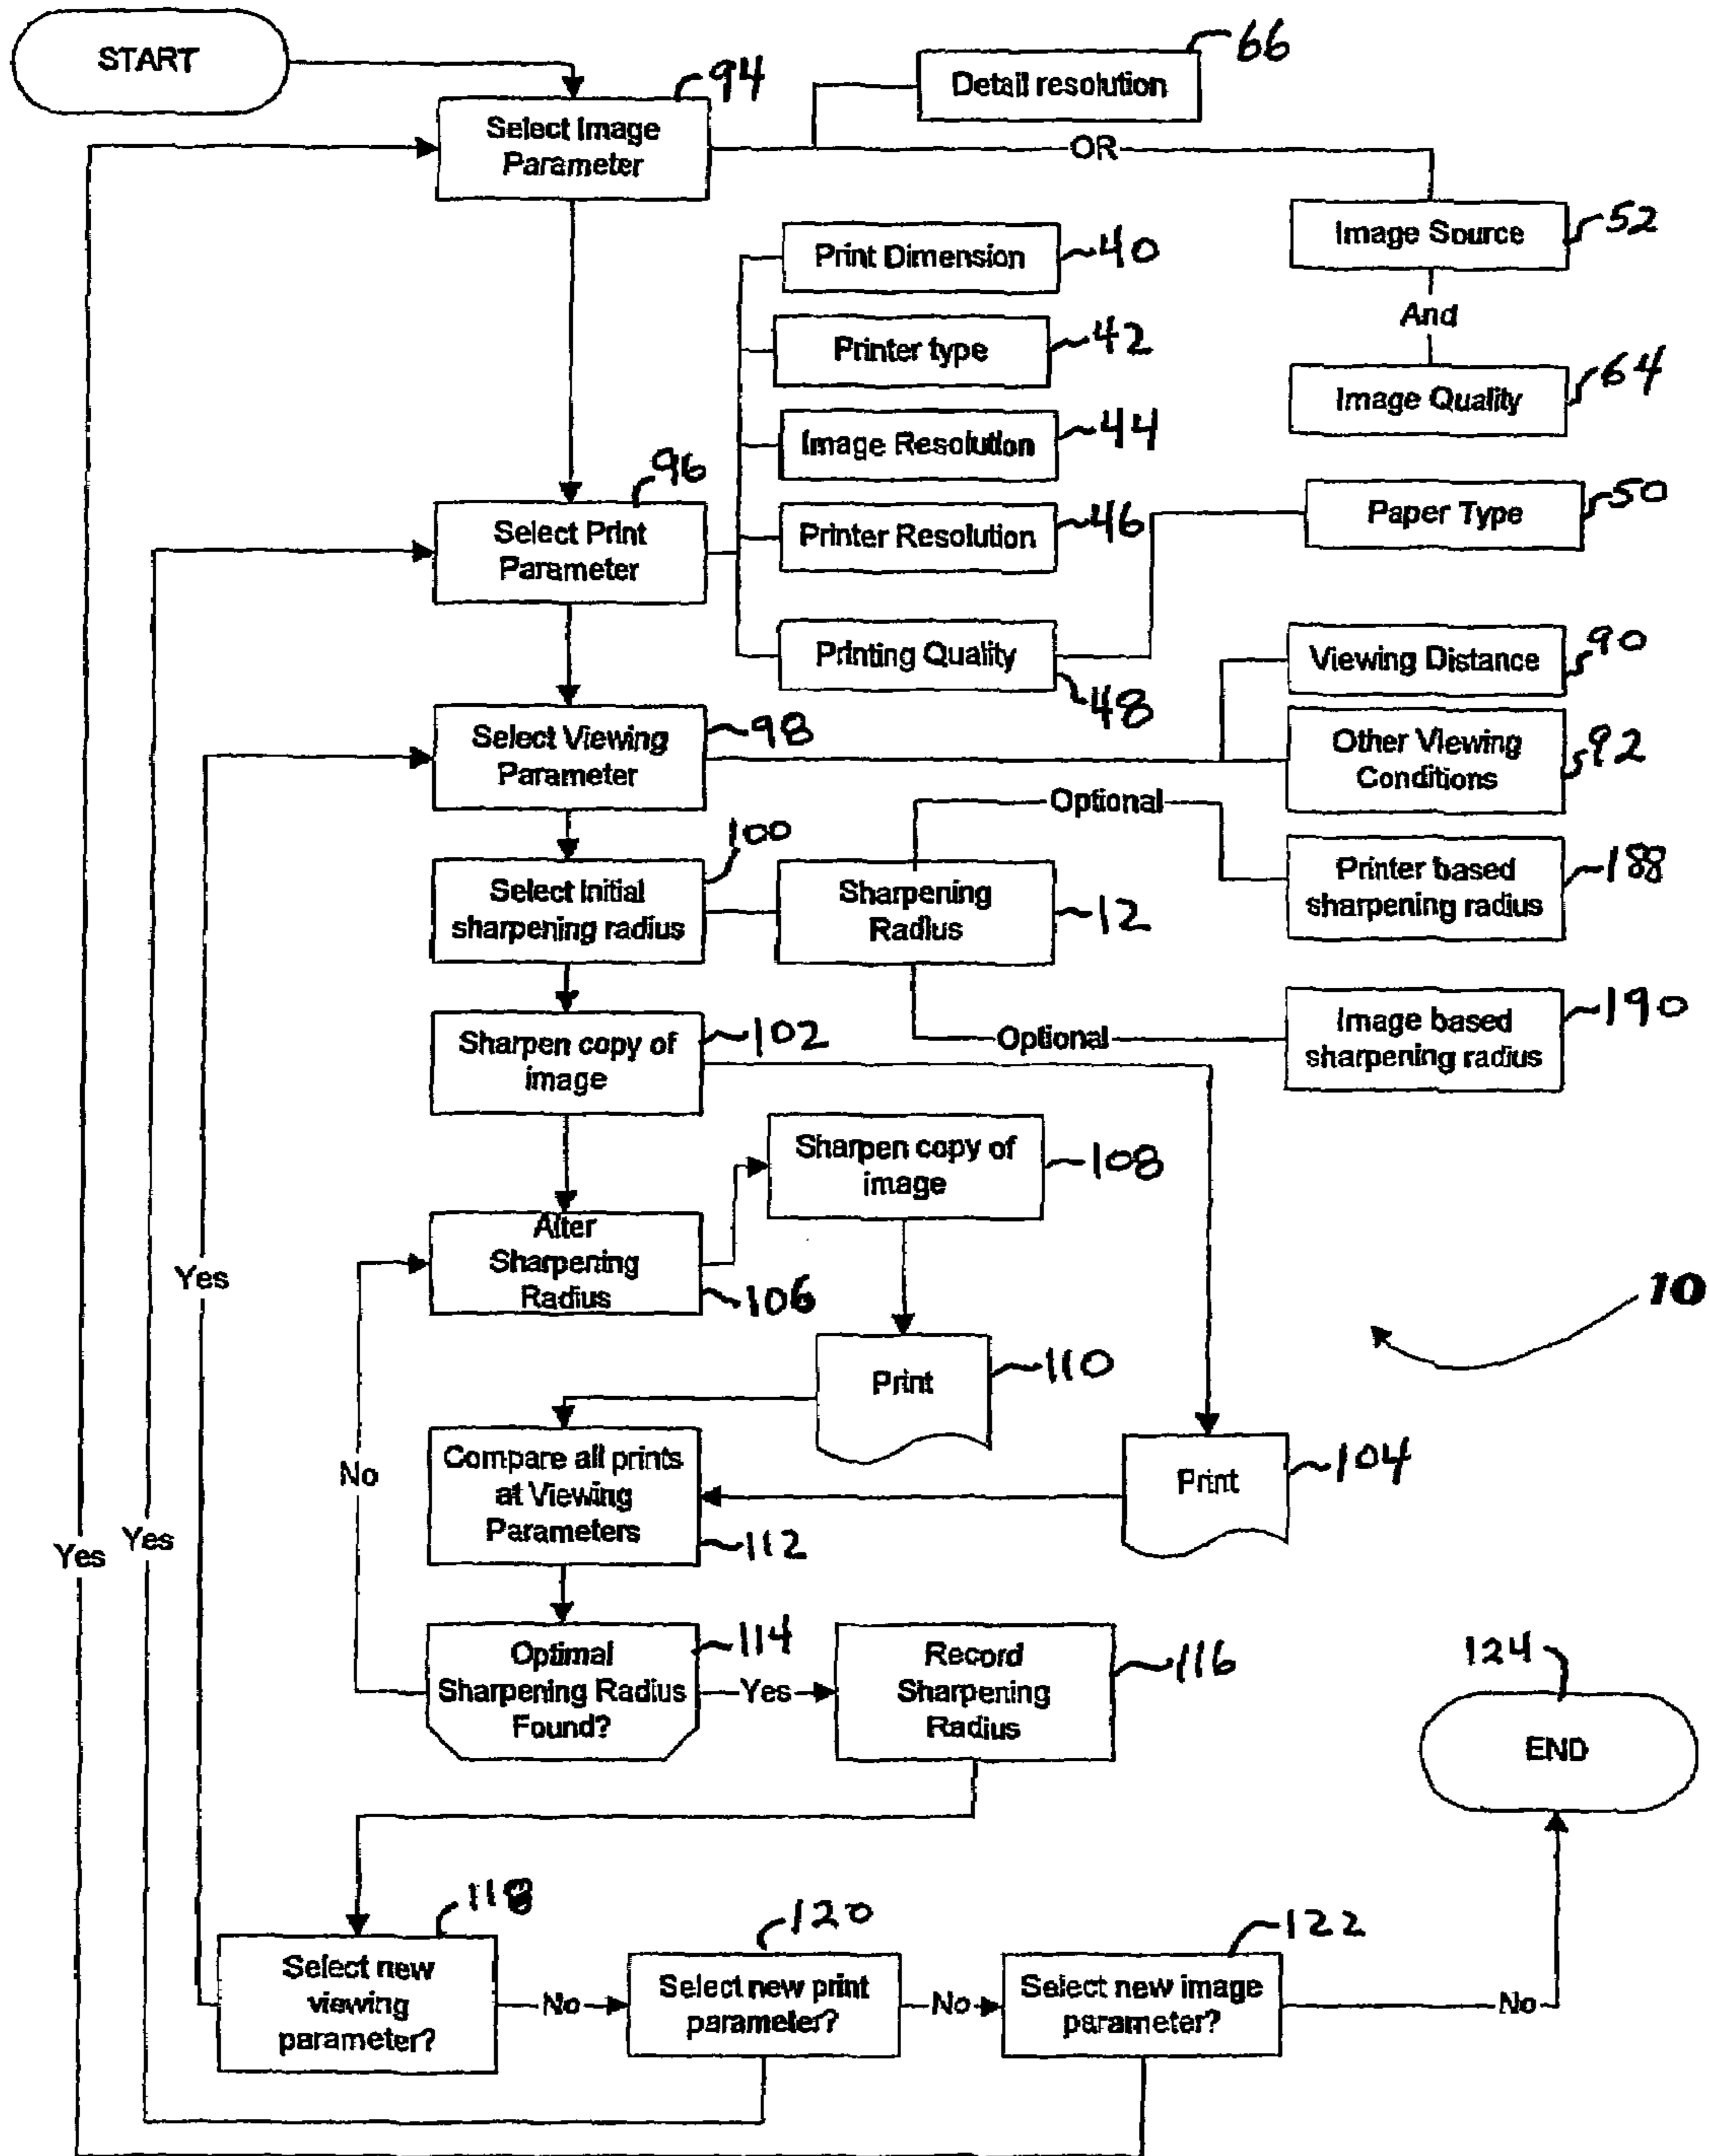 START
94
Select Image
Parameter
66
Detail resolution
OR
Image Source
52
And
Image Quality
64
Print Dimension
40
Printer type
42
Image Resolution
44
Printer Resolution
46
Printing Quality
48
Paper Type
50
96
Select Print
Parameter
Select Viewing
Parameter
98
Viewing Distance
90
Other Viewing
Conditions
92
100
Select Initial
sharpening radius
Sharpening
Radius
12
Optional
Printer based
sharpening radius
188
Optional
Image based
sharpening radius
190
Sharpen copy of
image
102
Sharpen copy of
image
108
Alter
Sharpening
Radius
106
Yes
10
Print
110
Compare all prints
at Viewing
Parameters
112
No
Print
104
Yes
Yes
Optimal
Sharpening Radius
Found?
114
Yes
Record
Sharpening
Radius
116
124
END
118
Select new
viewing
parameter?
No
120
Select new print
parameter?
No
122
Select new image
parameter?
No